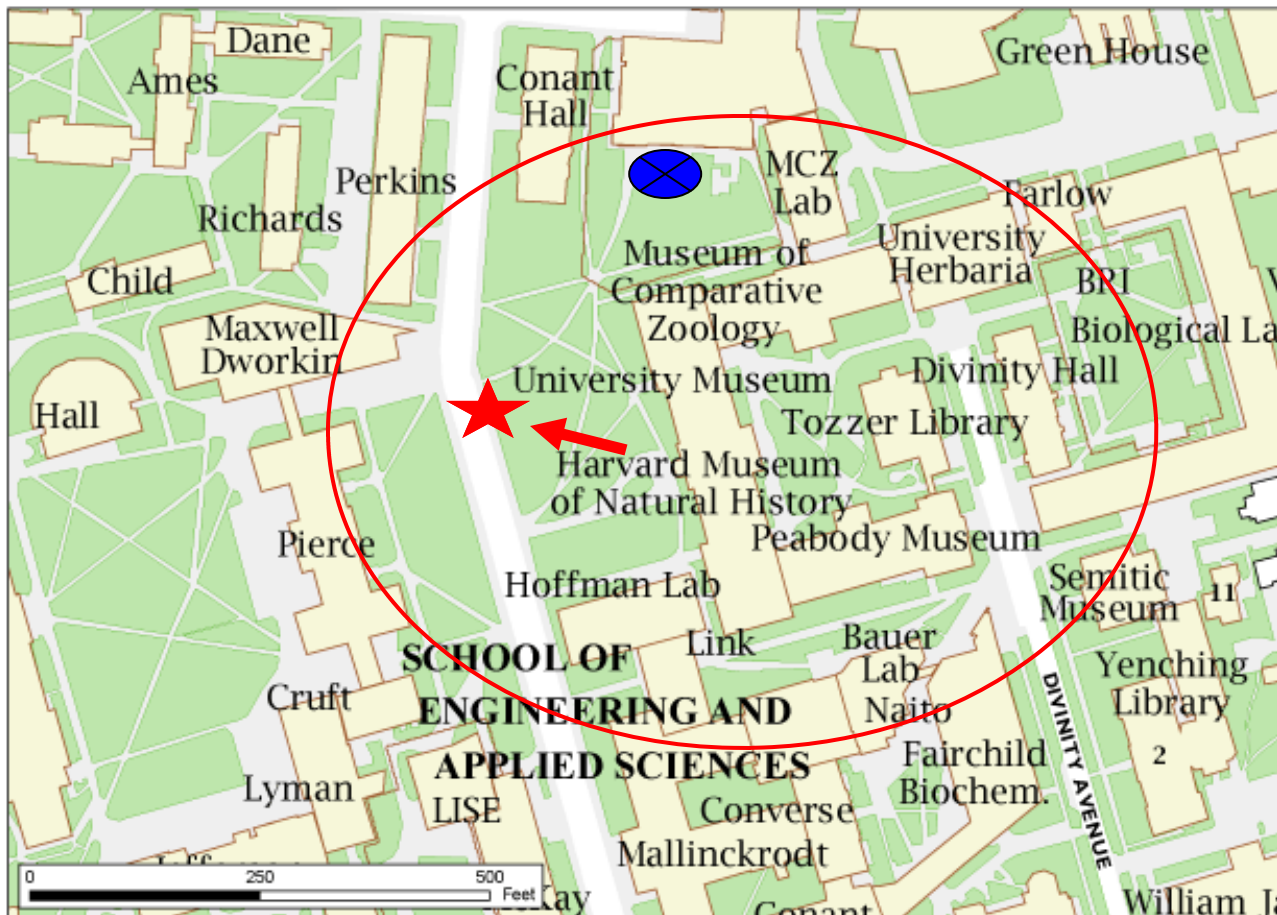 Dane
Ames
Conant
Hall
Green House
Perkins
MCZ
Lab
Farlow
Richards
University
Herbaria
Museum of
Comparative
Zoology
Child
BRI
Maxwell
Dworkin
Biological La
University Museum
Divinity Hall
Hall
Tozzer Library
Harvard Museum
of Natural History
Pierce
Peabody Museum
Hoffman Lab
Semitic
Museum
11
Link
Bauer
Lab
SCHOOL OF
ENGINEERING AND
APPLIED SCIENCES
Yenching
Library
Cruft
Naito
DIVINITY AVENUE
2
Fairchild
Biochem.
Lyman
LISE
Converse
Mallinckrodt
0 250 500
Feet
Kay
Conant
William Ja